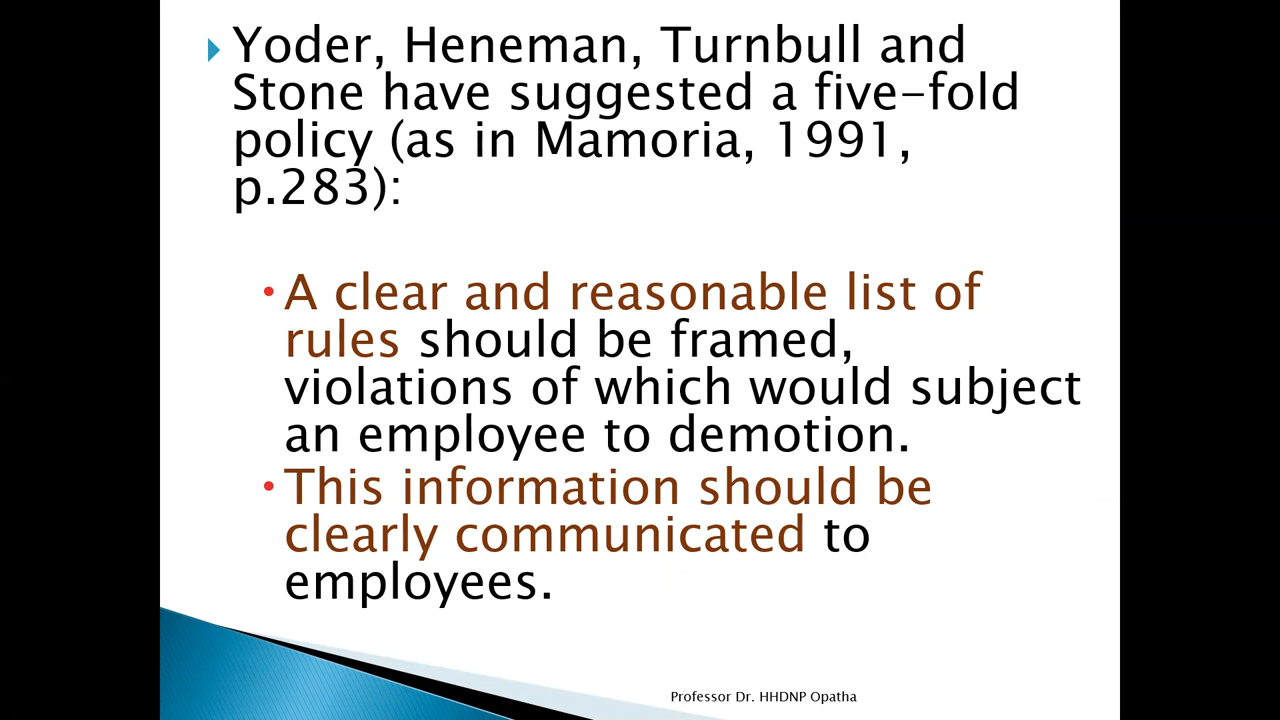 Yoder, Heneman, Turnbull and
Stone have suggested a five-fold
policy (as in Mamoria, 1991,
p.283):
• A clear and reasonable list of
rules should be framed,
violations of which would subject
an employee to demotion.
• This information should be
clearly communicated to
employees.
Professor Dr. HHDNP Opatha